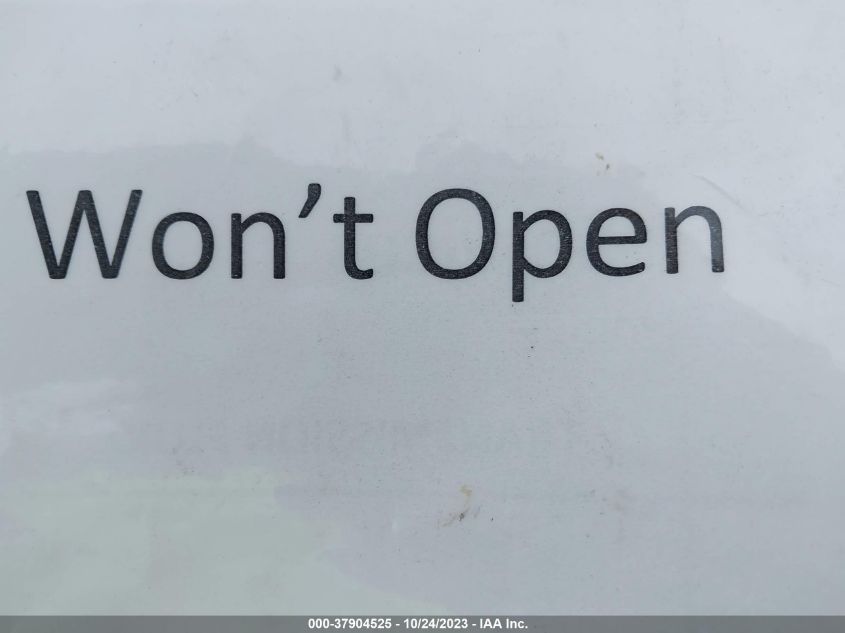 Won’t Open
000-37904525 - 10/24/2023 - IAA Inc.